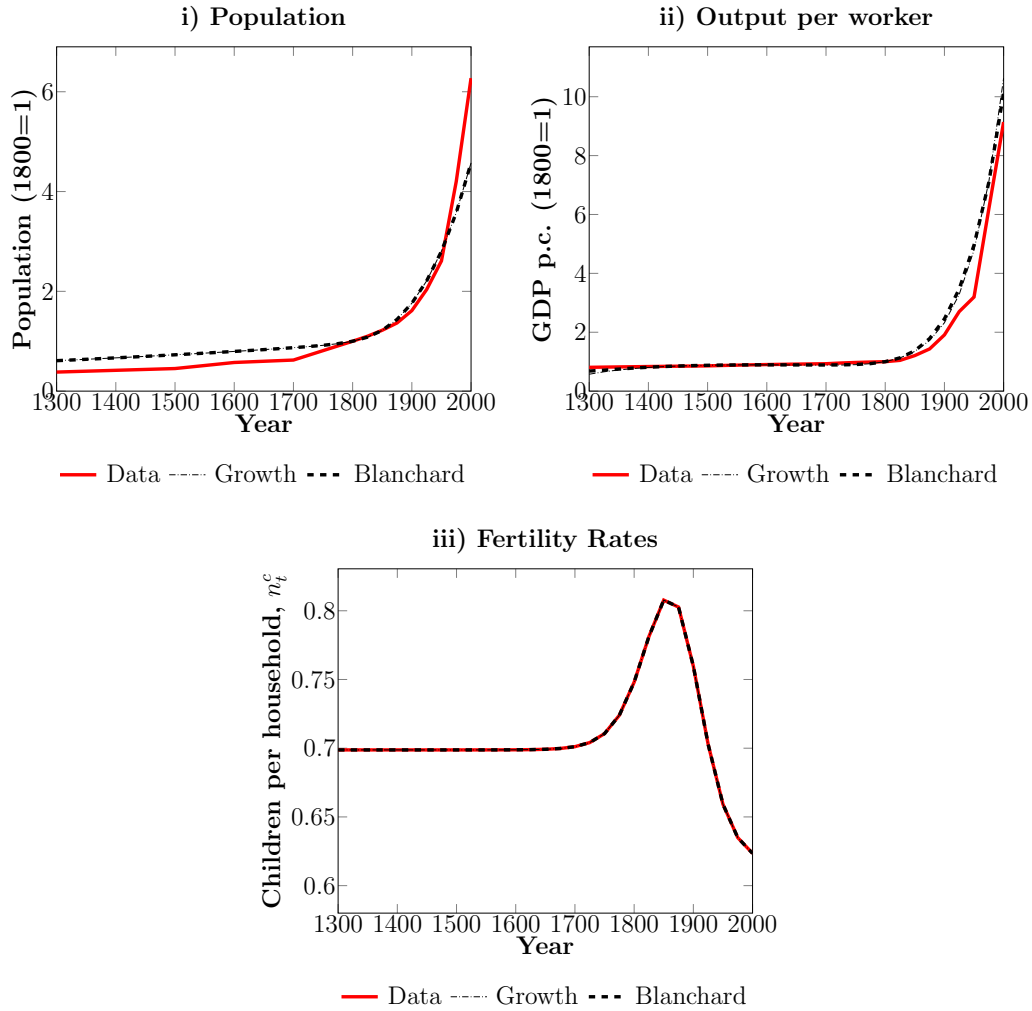 i) Population
Population (1800=1)
6
4
2
0
1300 1400 1500 1600 1700 1800 1900 2000
Year
Data Growth Blanchard
ii) Output per worker
GDP p.c. (1800=1)
10
8
6
4
2
0
1300 1400 1500 1600 1700 1800 1900 2000
Year
Data Growth Blanchard
iii) Fertility Rates
Children per household, $n_t^c$
0.8
0.75
0.7
0.65
0.6
1300 1400 1500 1600 1700 1800 1900 2000
Year
Data Growth Blanchard